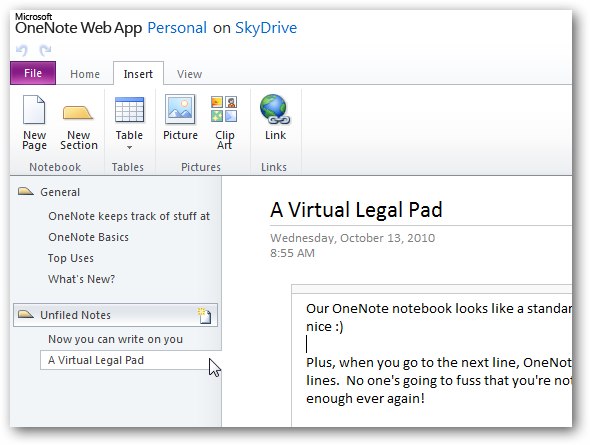 Microsoft
OneNote Web App Personal on SkyDrive
File Home Insert View
New Page
New Section
Table
Picture
Clip Art
Link
Notebook Tables Pictures Links
General
OneNote keeps track of stuff at
OneNote Basics
Top Uses
What's New?
Unfiled Notes
Now you can write on you
A Virtual Legal Pad
A Virtual Legal Pad
Wednesday, October 13, 2010
8:55 AM
Our OneNote notebook looks like a standar
nice :)
Plus, when you go to the next line, OneNot
lines. No one's going to fuss that you're not
enough ever again!